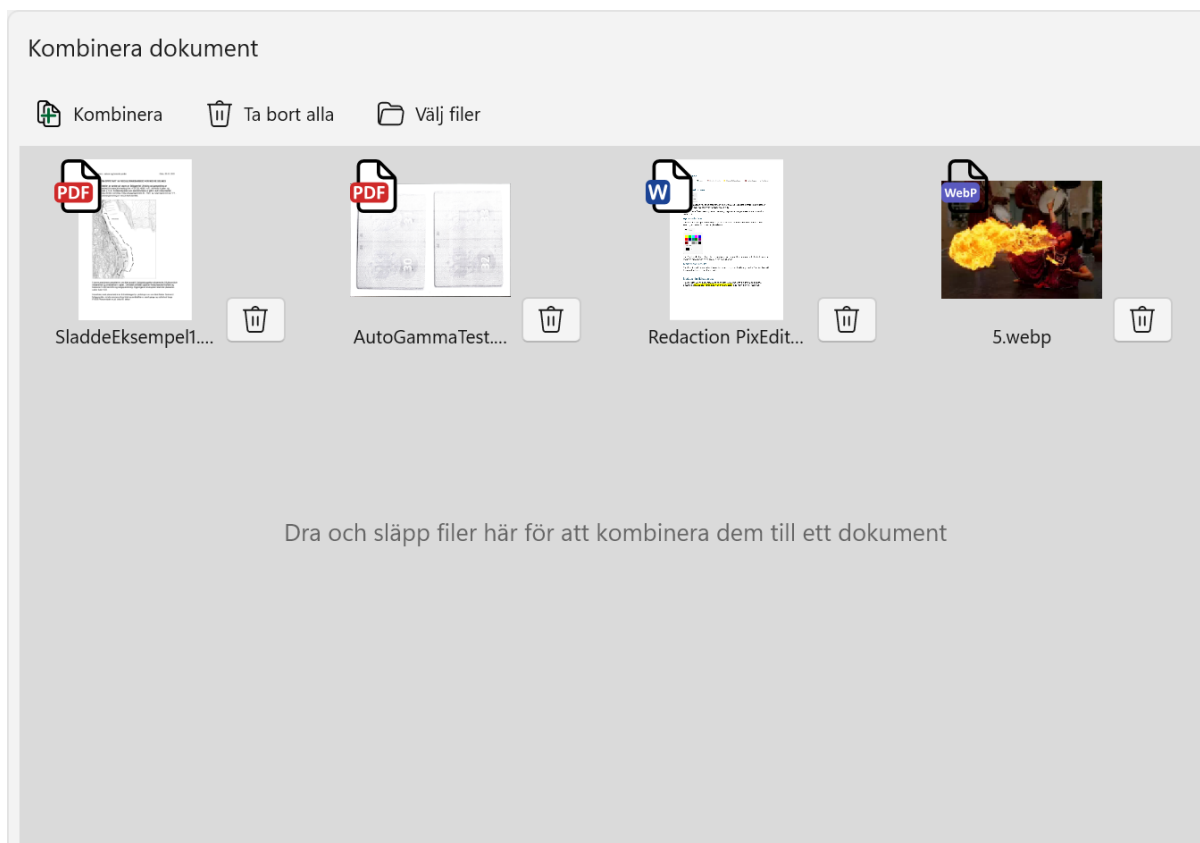 Kombinera dokument
Kombinera Ta bort alla Välj filer
PDF PDF W WebP
SladdeEksempel1.... AutoGammaTest.... Redaction PixEdit... 5.webp
Dra och släpp filer här för att kombinera dem till ett dokument